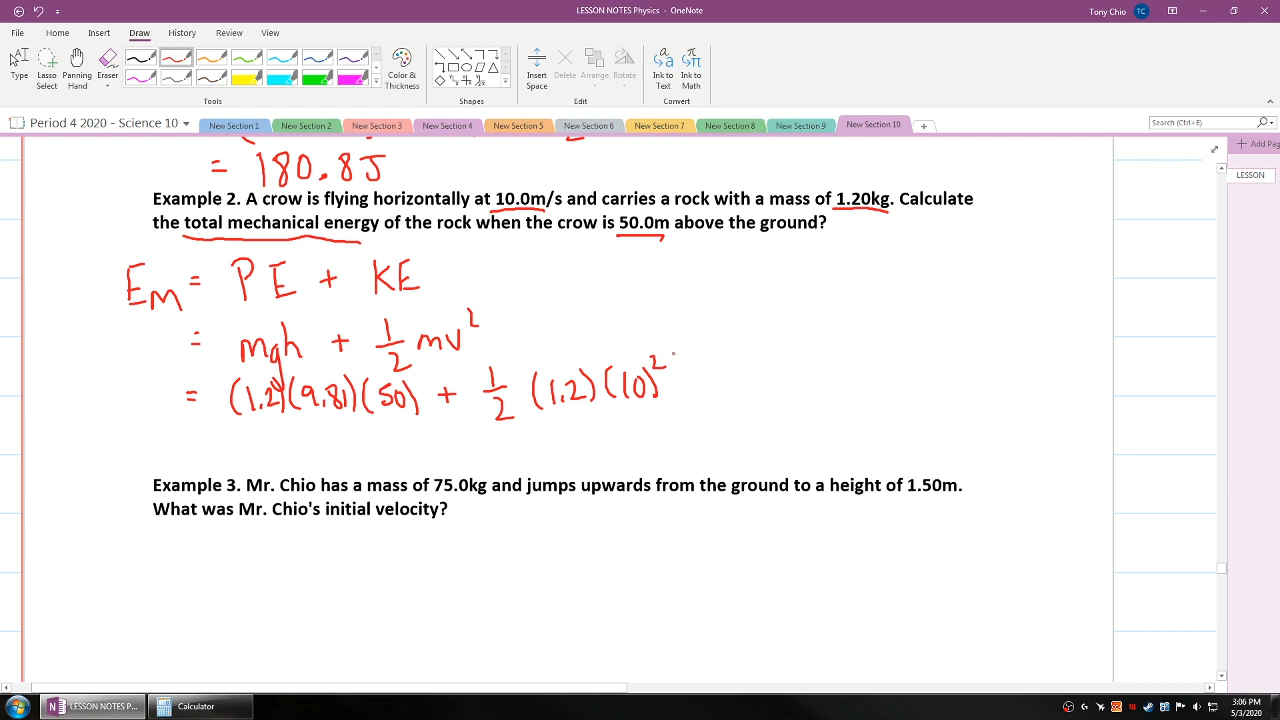 LESSON NOTES Physics - OneNote
Tony Chio TC
File Home Insert Draw History Review View
Type Lasso Select Panning Hand Eraser Color & Thickness Insert Space Delete Arrange Rotate Ink to Text Ink to Math
Tools Shapes Edit Convert
Period 4 2020 - Science 10 New Section 1 New Section 2 New Section 3 New Section 4 New Section 5 New Section 6 New Section 7 New Section 8 New Section 9 New Section 10 Search (Ctrl+E)
Add Pag
LESSON
= 180.8J
Example 2. A crow is flying horizontally at 10.0m/s and carries a rock with a mass of 1.20kg. Calculate
the total mechanical energy of the rock when the crow is 50.0m above the ground?
EM = PE + KE
= mgh + 1/2 mv²
= (1.2)(9.81)(50) + 1/2 (1.2)(10)²
Example 3. Mr. Chio has a mass of 75.0kg and jumps upwards from the ground to a height of 1.50m.
What was Mr. Chio's initial velocity?
LESSON NOTES P... Calculator
3:06 PM
5/3/2020